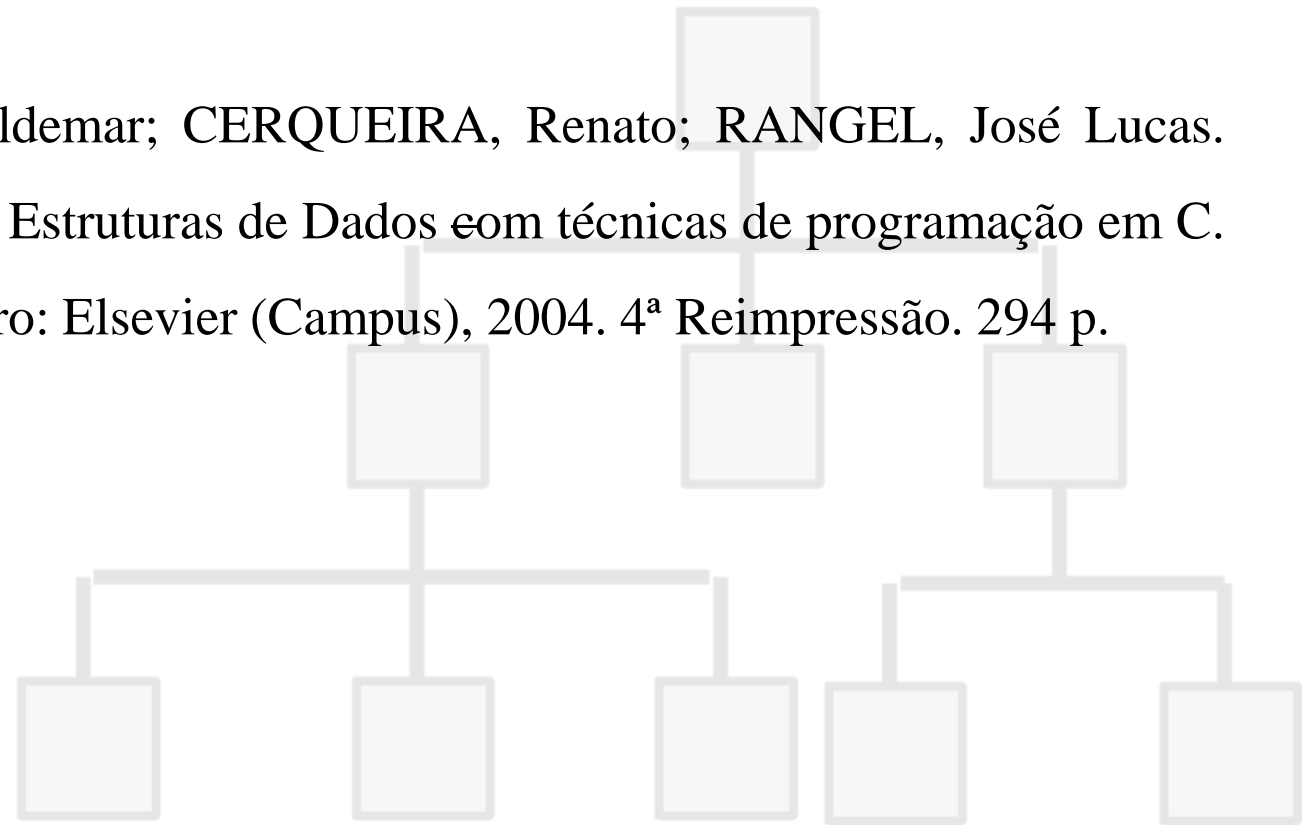 ldemar; CERQUEIRA, Renato; RANGEL, José Lucas.
Estruturas de Dados com técnicas de programação em C.
ro: Elsevier (Campus), 2004. 4ª Reimpressão. 294 p.